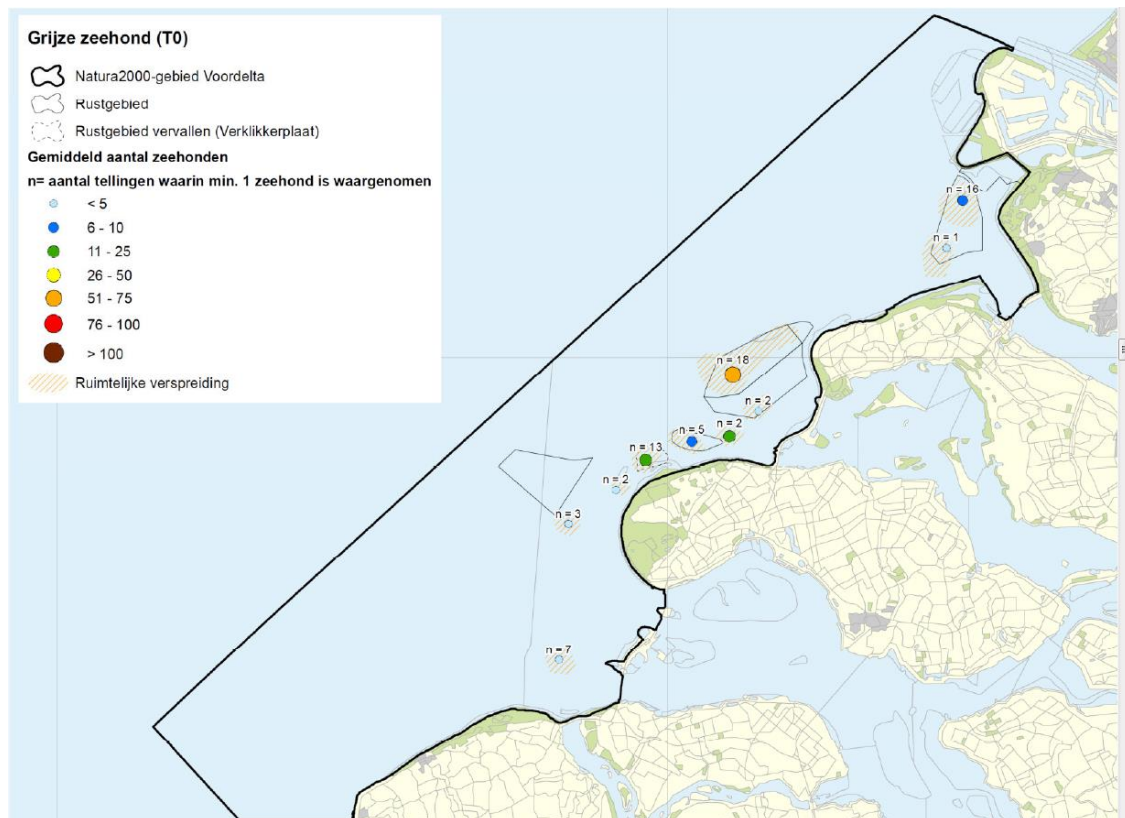 Grijze zeehond (T0)
Natura2000-gebied Voordelta
Rustgebied
Rustgebied vervallen (Verklikkerplaat)
Gemiddeld aantal zeehonden
n= aantal tellingen waarin min. 1 zeehond is waargenomen
< 5
6 - 10
11 - 25
26 - 50
51 - 75
76 - 100
> 100
Ruimtelijke verspreiding
n = 16
n = 1
n = 18
n = 2
n = 2
n = 5
n = 13
n = 2
n = 3
n = 7